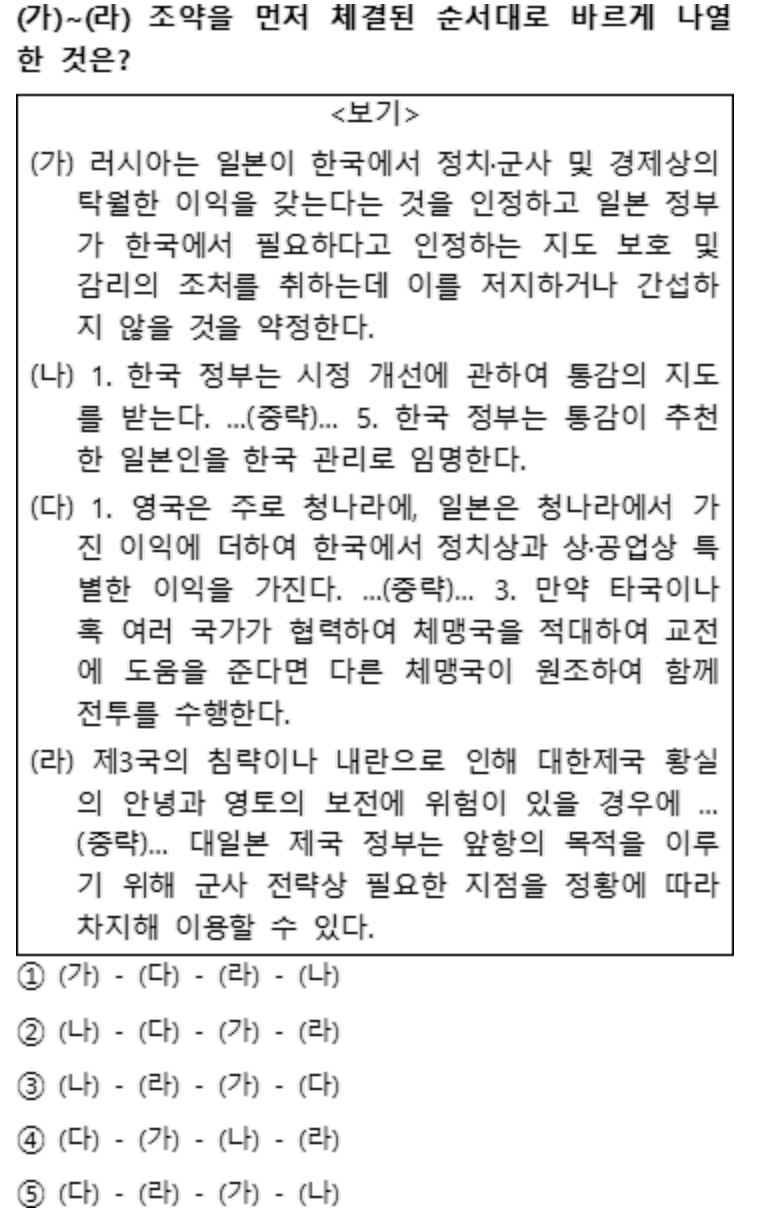 (가)~(라) 조약을 먼저 체결된 순서대로 바르게 나열
한 것은?
<보기>
(가) 러시아는 일본이 한국에서 정치·군사 및 경제상의
탁월한 이익을 갖는다는 것을 인정하고 일본 정부
가 한국에서 필요하다고 인정하는 지도 보호 및
감리의 조처를 취하는데 이를 저지하거나 간섭하
지 않을 것을 약정한다.
(나) 1. 한국 정부는 시정 개선에 관하여 통감의 지도
를 받는다. ...(중략)... 5. 한국 정부는 통감이 추천
한 일본인을 한국 관리로 임명한다.
(다) 1. 영국은 주로 청나라에, 일본은 청나라에서 가
진 이익에 더하여 한국에서 정치상과 상·공업상 특
별한 이익을 가진다. ...(중략)... 3. 만약 타국이나
혹 여러 국가가 협력하여 체맹국을 적대하여 교전
에 도움을 준다면 다른 체맹국이 원조하여 함께
전투를 수행한다.
(라) 제3국의 침략이나 내란으로 인해 대한제국 황실
의 안녕과 영토의 보전에 위험이 있을 경우에 ...
(중략)... 대일본 제국 정부는 앞항의 목적을 이루
기 위해 군사 전략상 필요한 지점을 정황에 따라
차지해 이용할 수 있다.
① (가) - (다) - (라) - (나)
② (나) - (다) - (가) - (라)
③ (나) - (라) - (가) - (다)
④ (다) - (가) - (나) - (라)
⑤ (다) - (라) - (가) - (나)